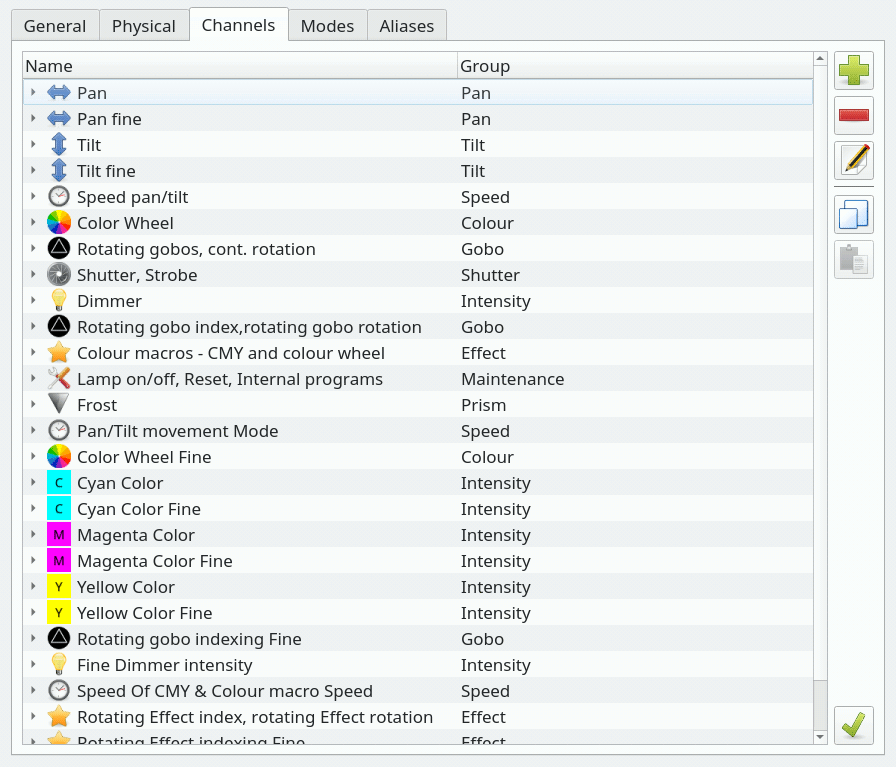 General Physical Channels Modes Aliases
Name Group
Pan Pan
Pan fine Pan
Tilt Tilt
Tilt fine Tilt
Speed pan/tilt Speed
Color Wheel Colour
Rotating gobos, cont. rotation Gobo
Shutter, Strobe Shutter
Dimmer Intensity
Rotating gobo index,rotating gobo rotation Gobo
Colour macros - CMY and colour wheel Effect
Lamp on/off, Reset, Internal programs Maintenance
Frost Prism
Pan/Tilt movement Mode Speed
Color Wheel Fine Colour
C Cyan Color Intensity
C Cyan Color Fine Intensity
M Magenta Color Intensity
M Magenta Color Fine Intensity
Y Yellow Color Intensity
Y Yellow Color Fine Intensity
Rotating gobo indexing Fine Gobo
Fine Dimmer intensity Intensity
Speed Of CMY & Colour macro Speed Speed
Rotating Effect index, rotating Effect rotation Effect
Rotating Effect indexing Fine Effect